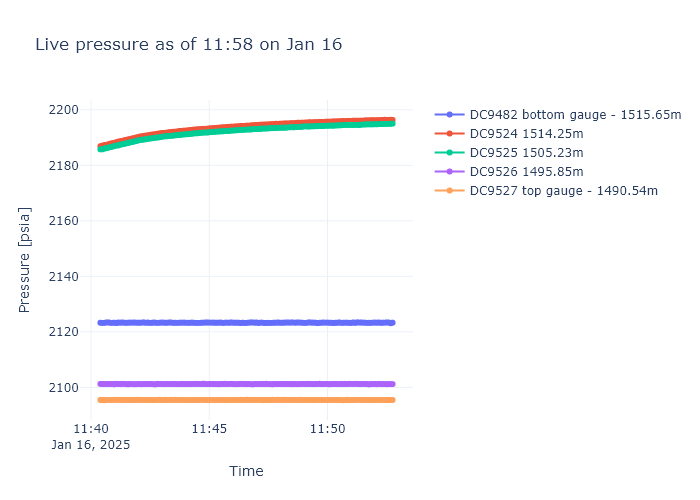 Live pressure as of 11:58 on Jan 16
2200
2180
2160
2140
2120
2100
Pressure [psia]
11:40
Jan 16, 2025
11:45
11:50
Time
DC9482 bottom gauge - 1515.65m
DC9524 1514.25m
DC9525 1505.23m
DC9526 1495.85m
DC9527 top gauge - 1490.54m